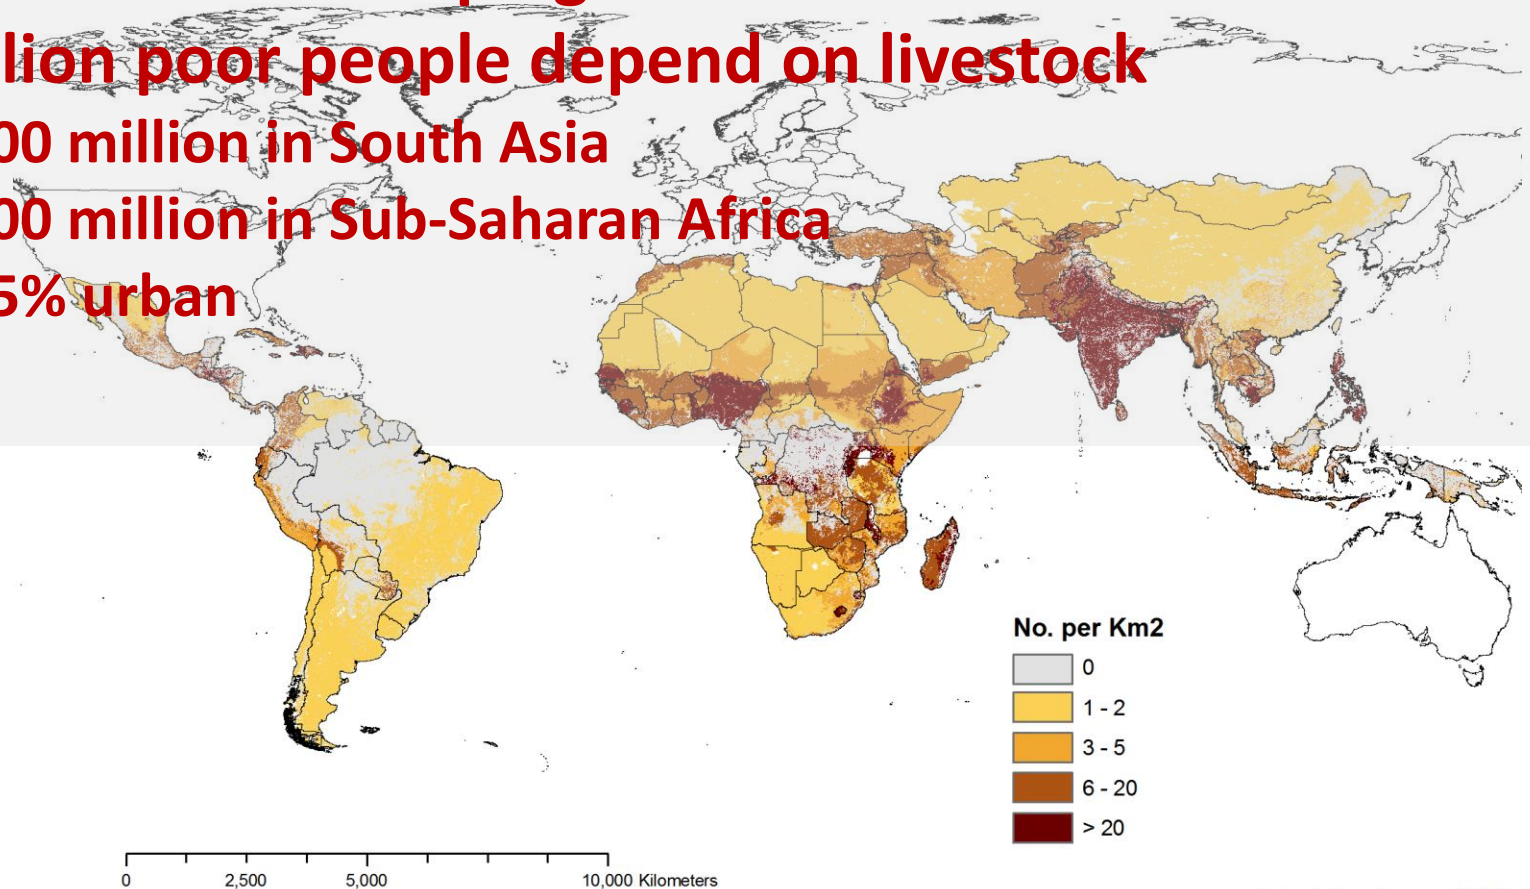 lion poor people depend on livestock
00 million in South Asia
00 million in Sub-Saharan Africa
5% urban
No. per Km2
0
1 - 2
3 - 5
6 - 20
> 20
0 2,500 5,000 10,000 Kilometers